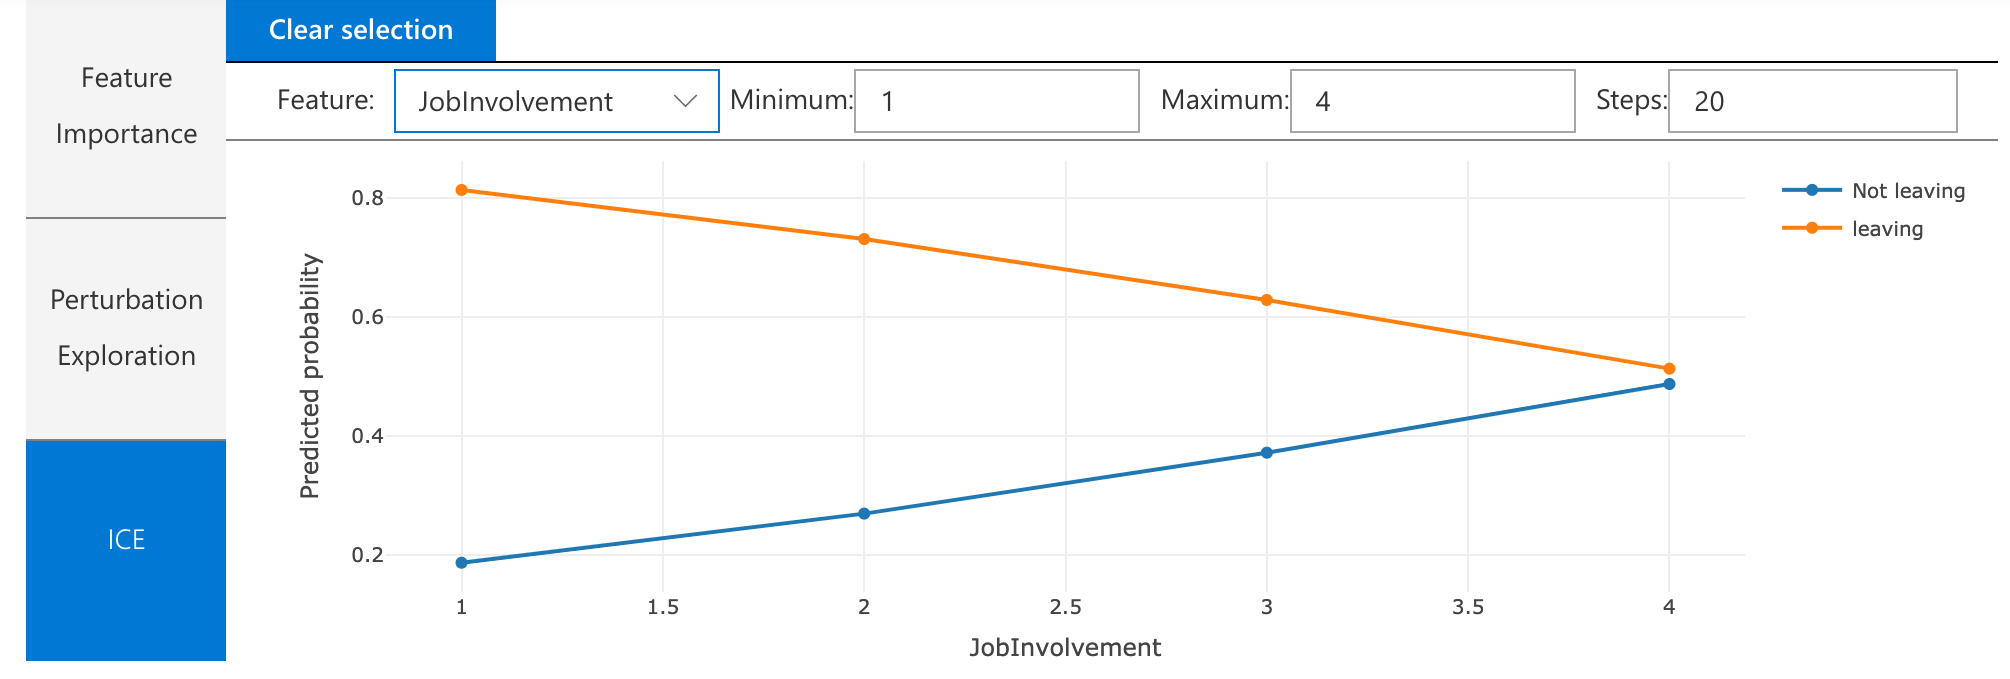 Clear selection
Feature
Importance
Feature: JobInvolvement Minimum: 1 Maximum: 4 Steps: 20
Perturbation
Exploration
ICE
Predicted probability
0.8
0.6
0.4
0.2
1 1.5 2 2.5 3 3.5 4
JobInvolvement
Not leaving
leaving